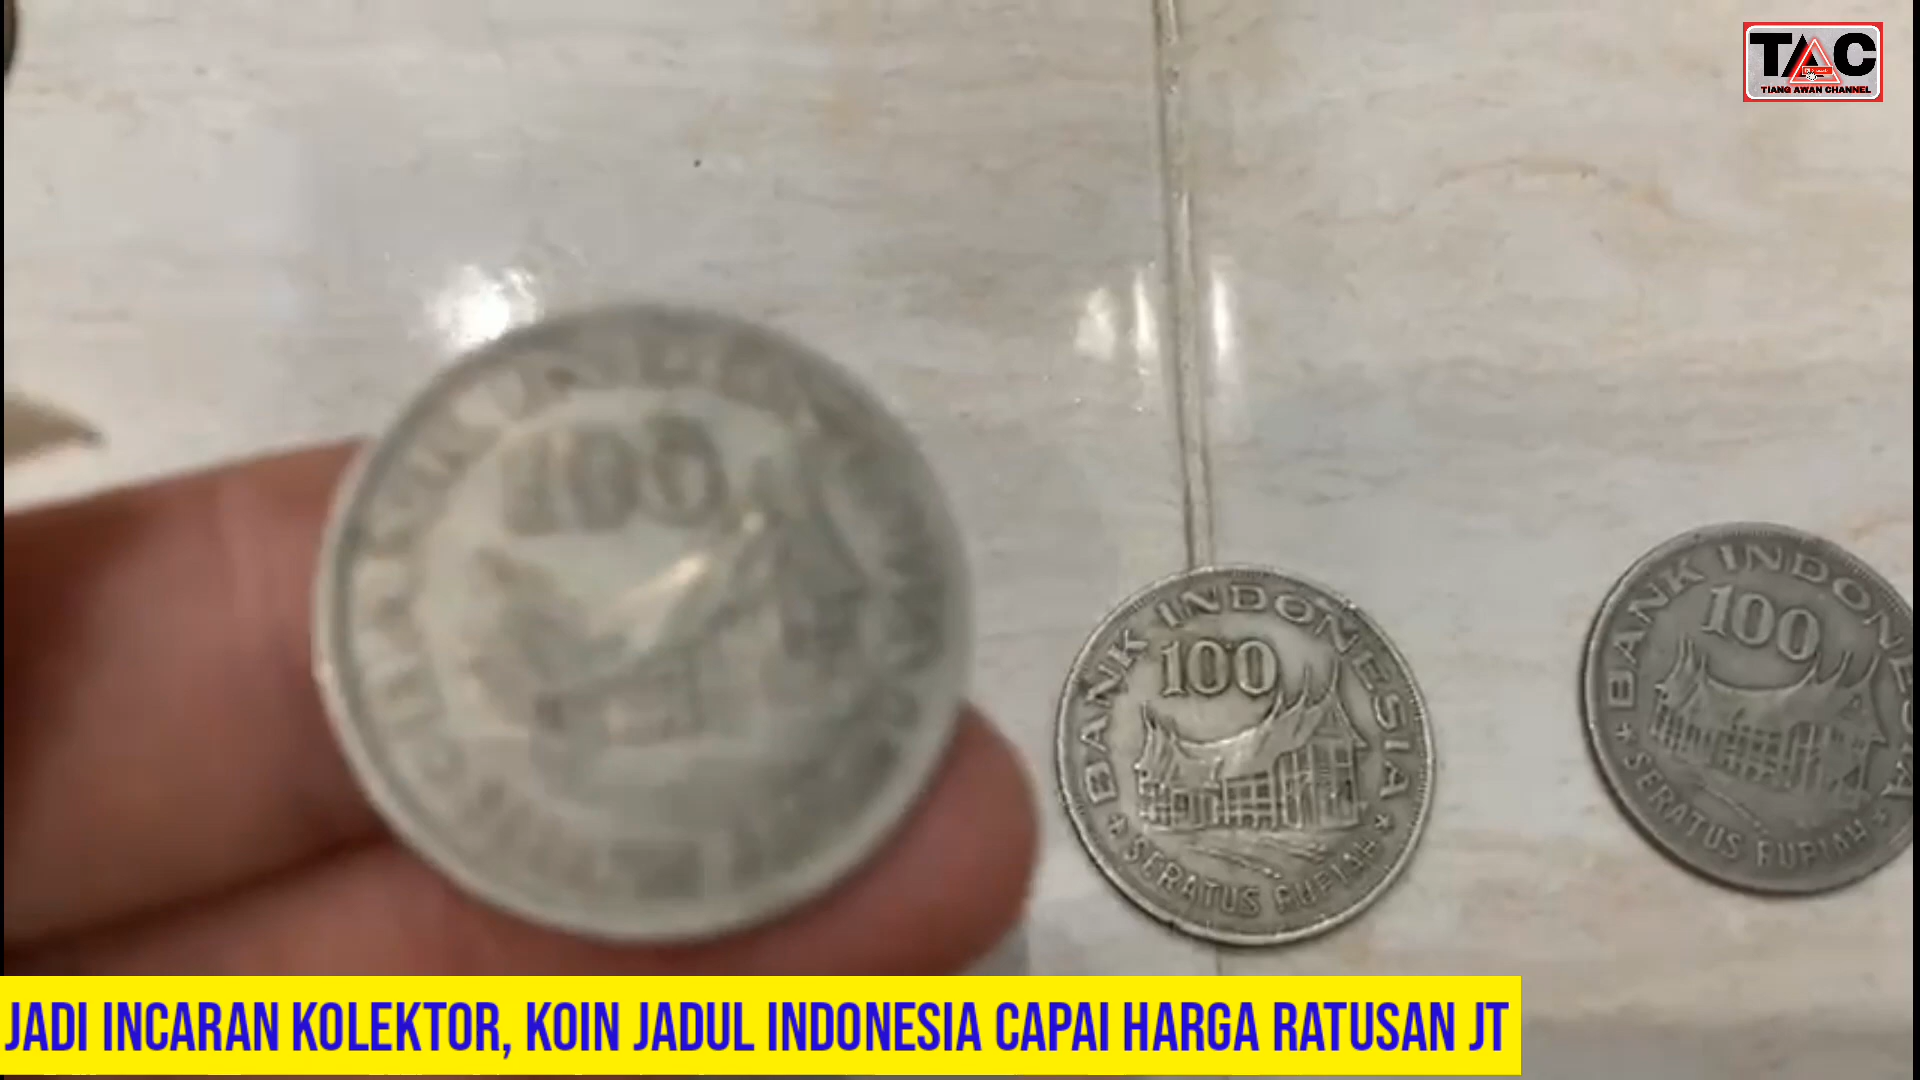 TAC
TIANG AWAN CHANNEL
100
BANK INDONESIA
100
SERATUS RUPIAH
BANK INDONESIA
100
SERATUS RUPIAH
JADI INCARAN KOLEKTOR, KOIN JADUL INDONESIA CAPAI HARGA RATUSAN JT